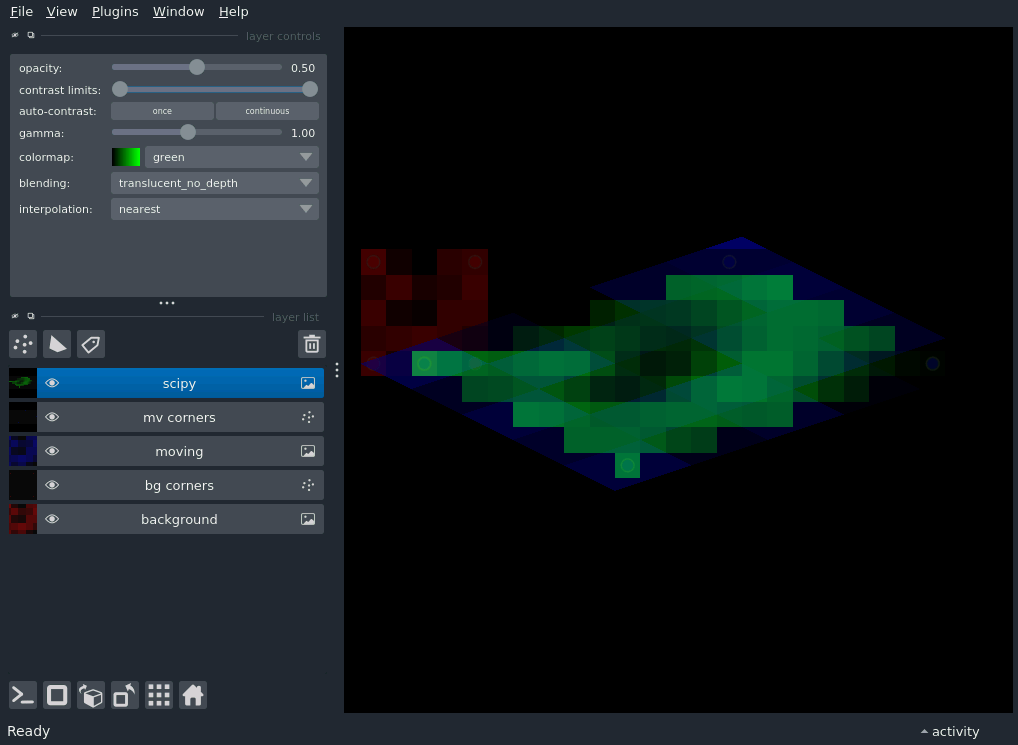 File View Plugins Window Help
layer controls
opacity: 0.50
contrast limits:
auto-contrast: once continuous
gamma: 1.00
colormap: green
blending: translucent_no_depth
interpolation: nearest
layer list
scipy
mv corners
moving
bg corners
background
Ready
activity